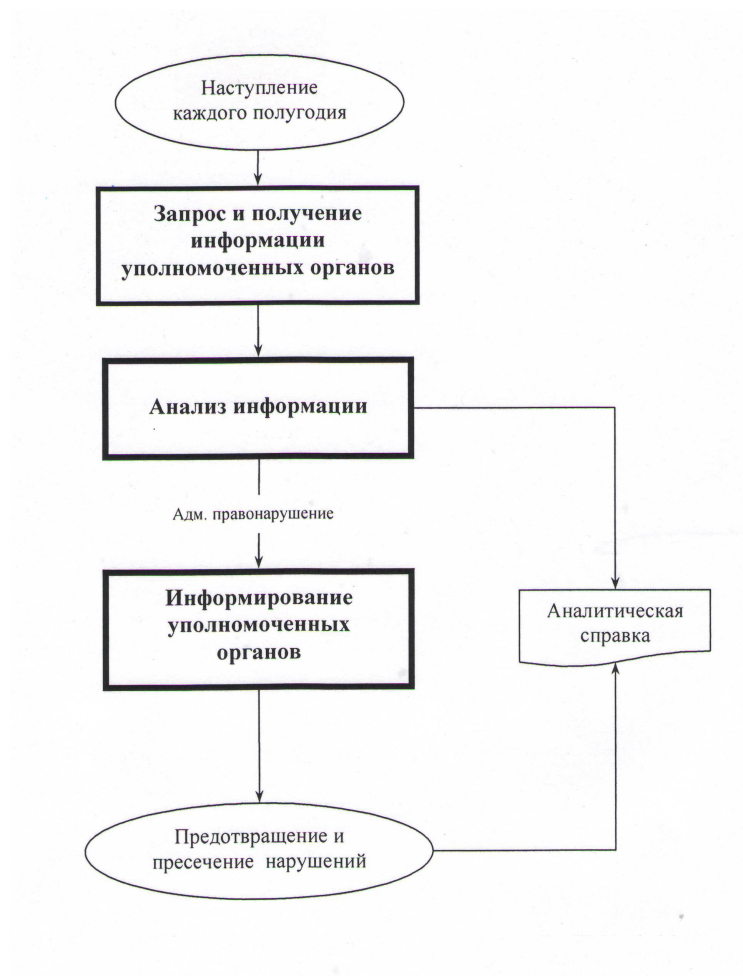 Наступление
каждого полугодия
Запрос и получение
информации
уполномоченных органов
Анализ информации
Адм. правонарушение
Информирование
уполномоченных
органов
Аналитическая
справка
Предотвращение и
пресечение нарушений